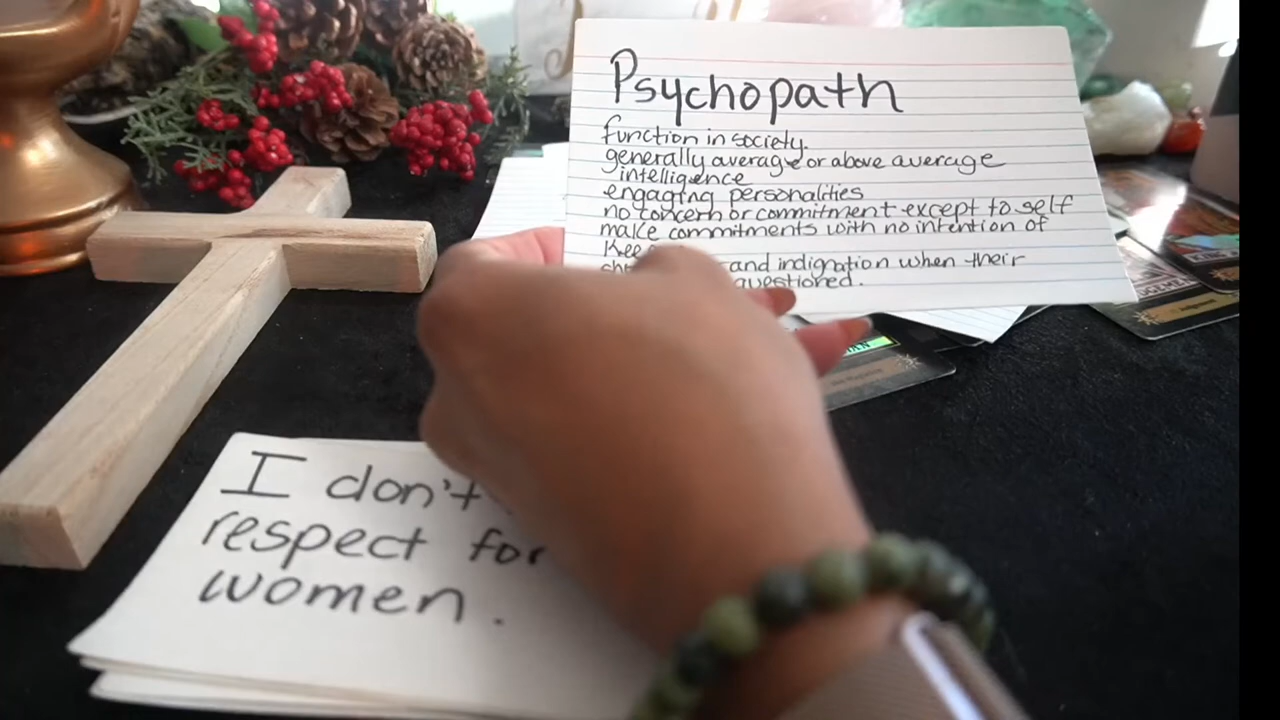 Psychopath
function in society.
generally average or above average
intelligence
engaging personalities
no concern or commitment except to self
make commitments with no intention of
and indignation when their
questioned.
I don't
respect for
women.